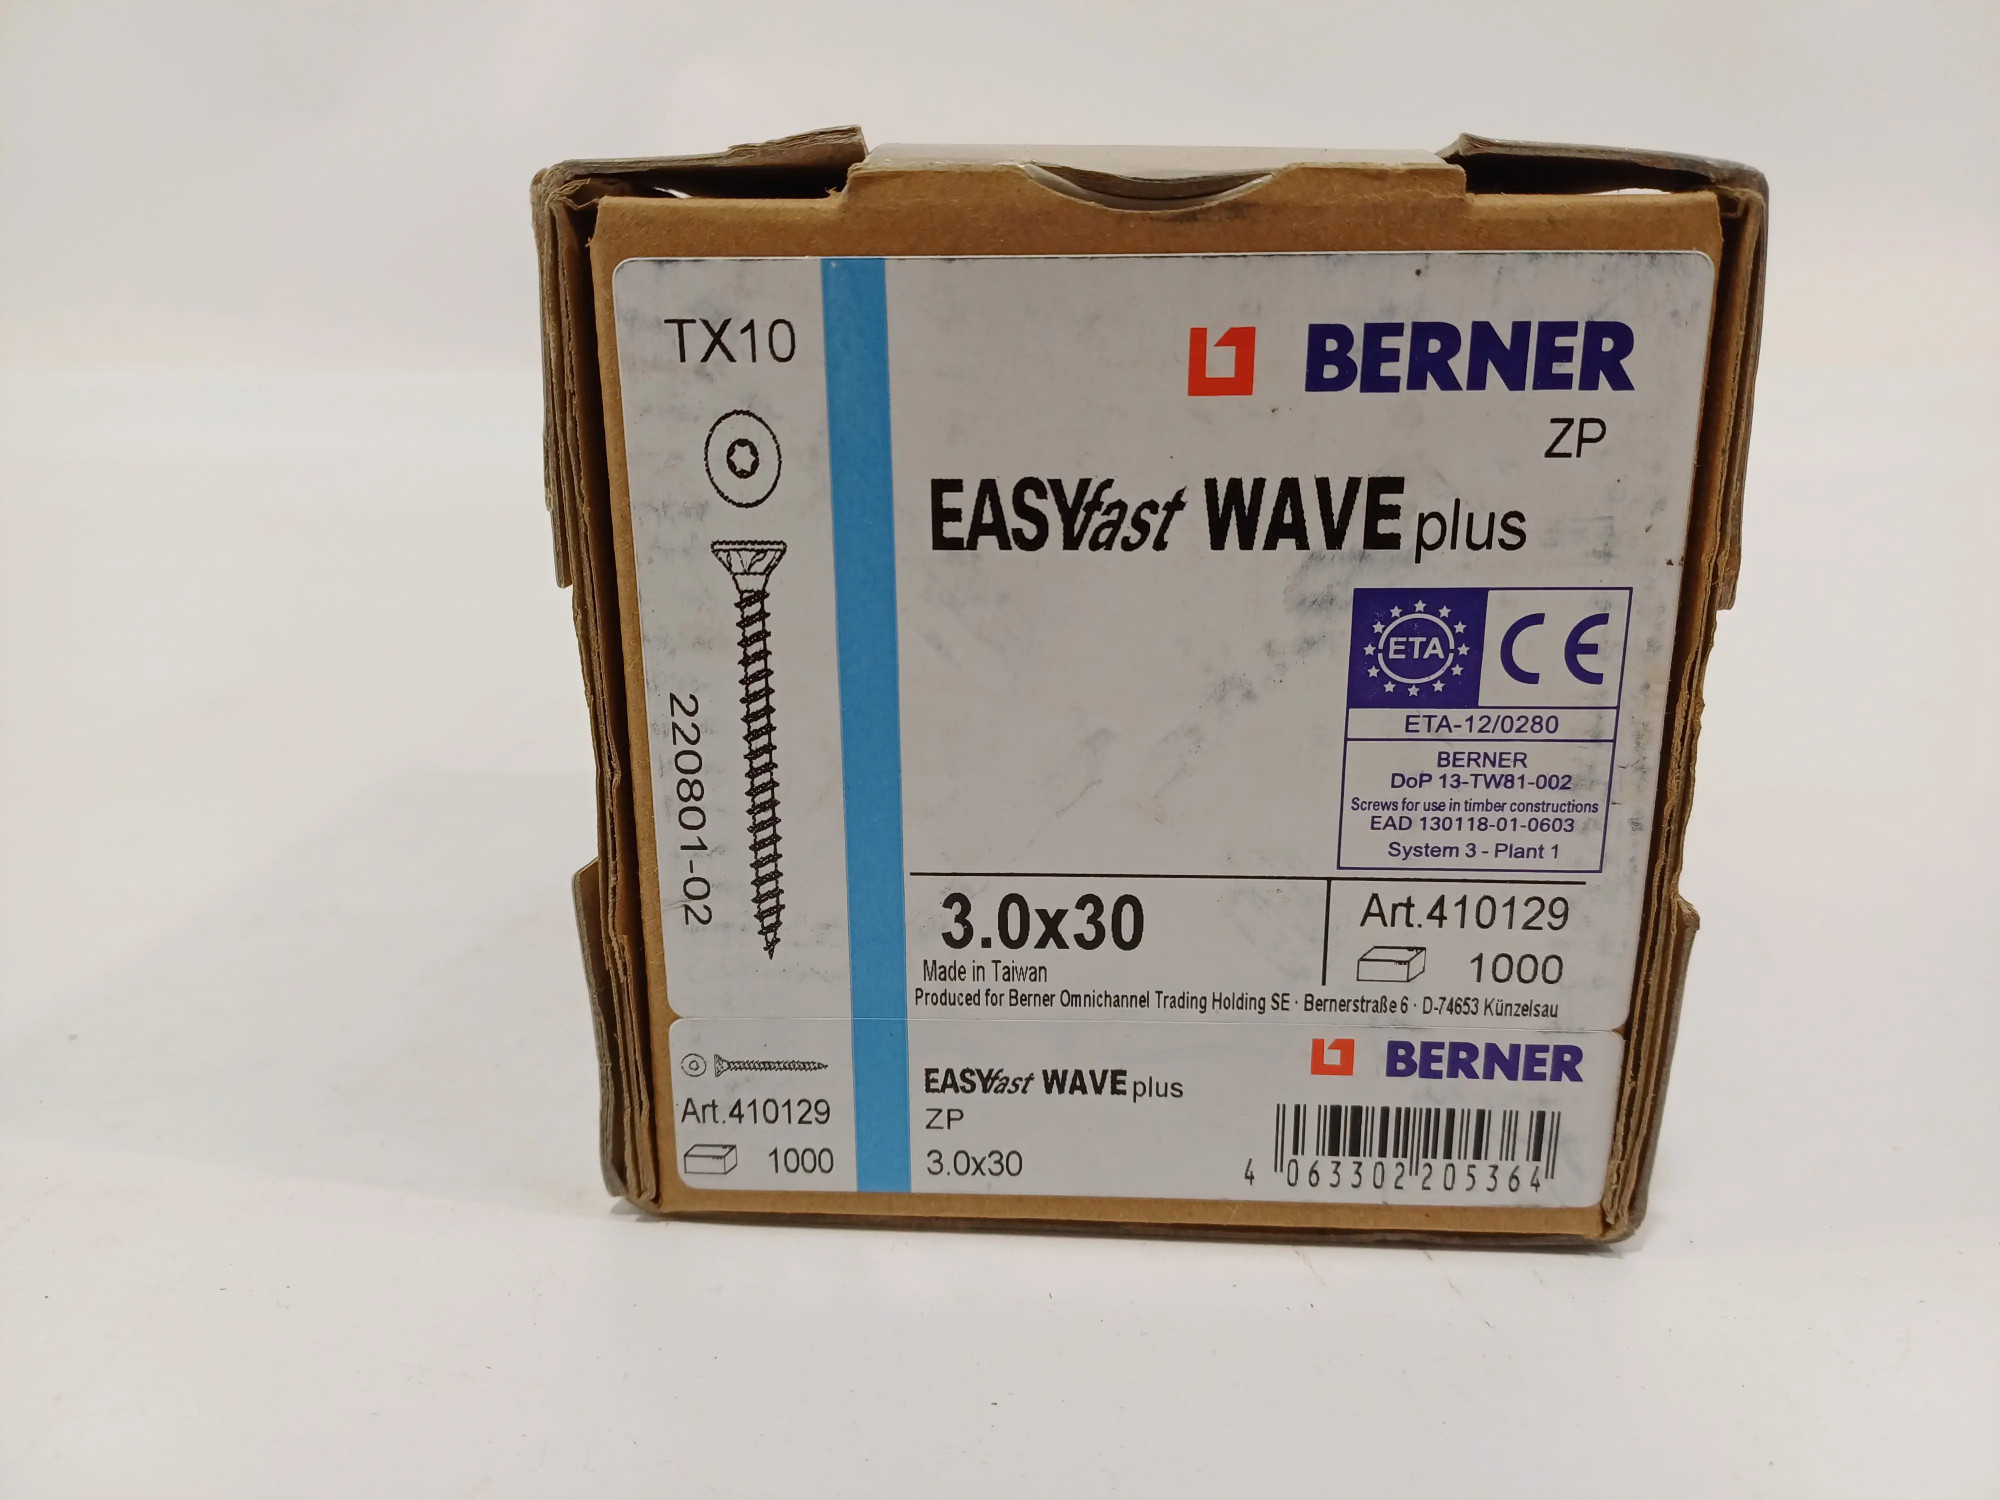 TX10
220801-02
BERNER
ZP
EASYfast WAVE plus
ETA
CE
ETA-12/0280
BERNER
DoP 13-TW81-002
Screws for use in timber constructions
EAD 130118-01-0603
System 3 - Plant 1
3.0x30
Art.410129
1000
Made in Taiwan
Produced for Berner Omnichannel Trading Holding SE · Bernerstraße 6 · D-74653 Künzelsau
Art.410129
1000
EASYfast WAVE plus
ZP
3.0x30
BERNER
4 063302 205364